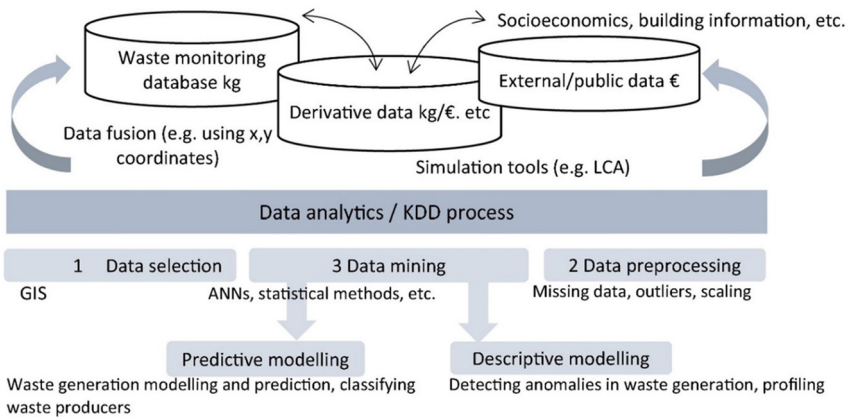 Socioeconomics, building information, etc.
Waste monitoring
database kg
External/public data €
Derivative data kg/€. etc
Data fusion (e.g. using x,y
coordinates)
Simulation tools (e.g. LCA)
Data analytics / KDD process
1 Data selection
3 Data mining
2 Data preprocessing
GIS
ANNs, statistical methods, etc.
Missing data, outliers, scaling
Predictive modelling
Descriptive modelling
Waste generation modelling and prediction, classifying
waste producers
Detecting anomalies in waste generation, profiling